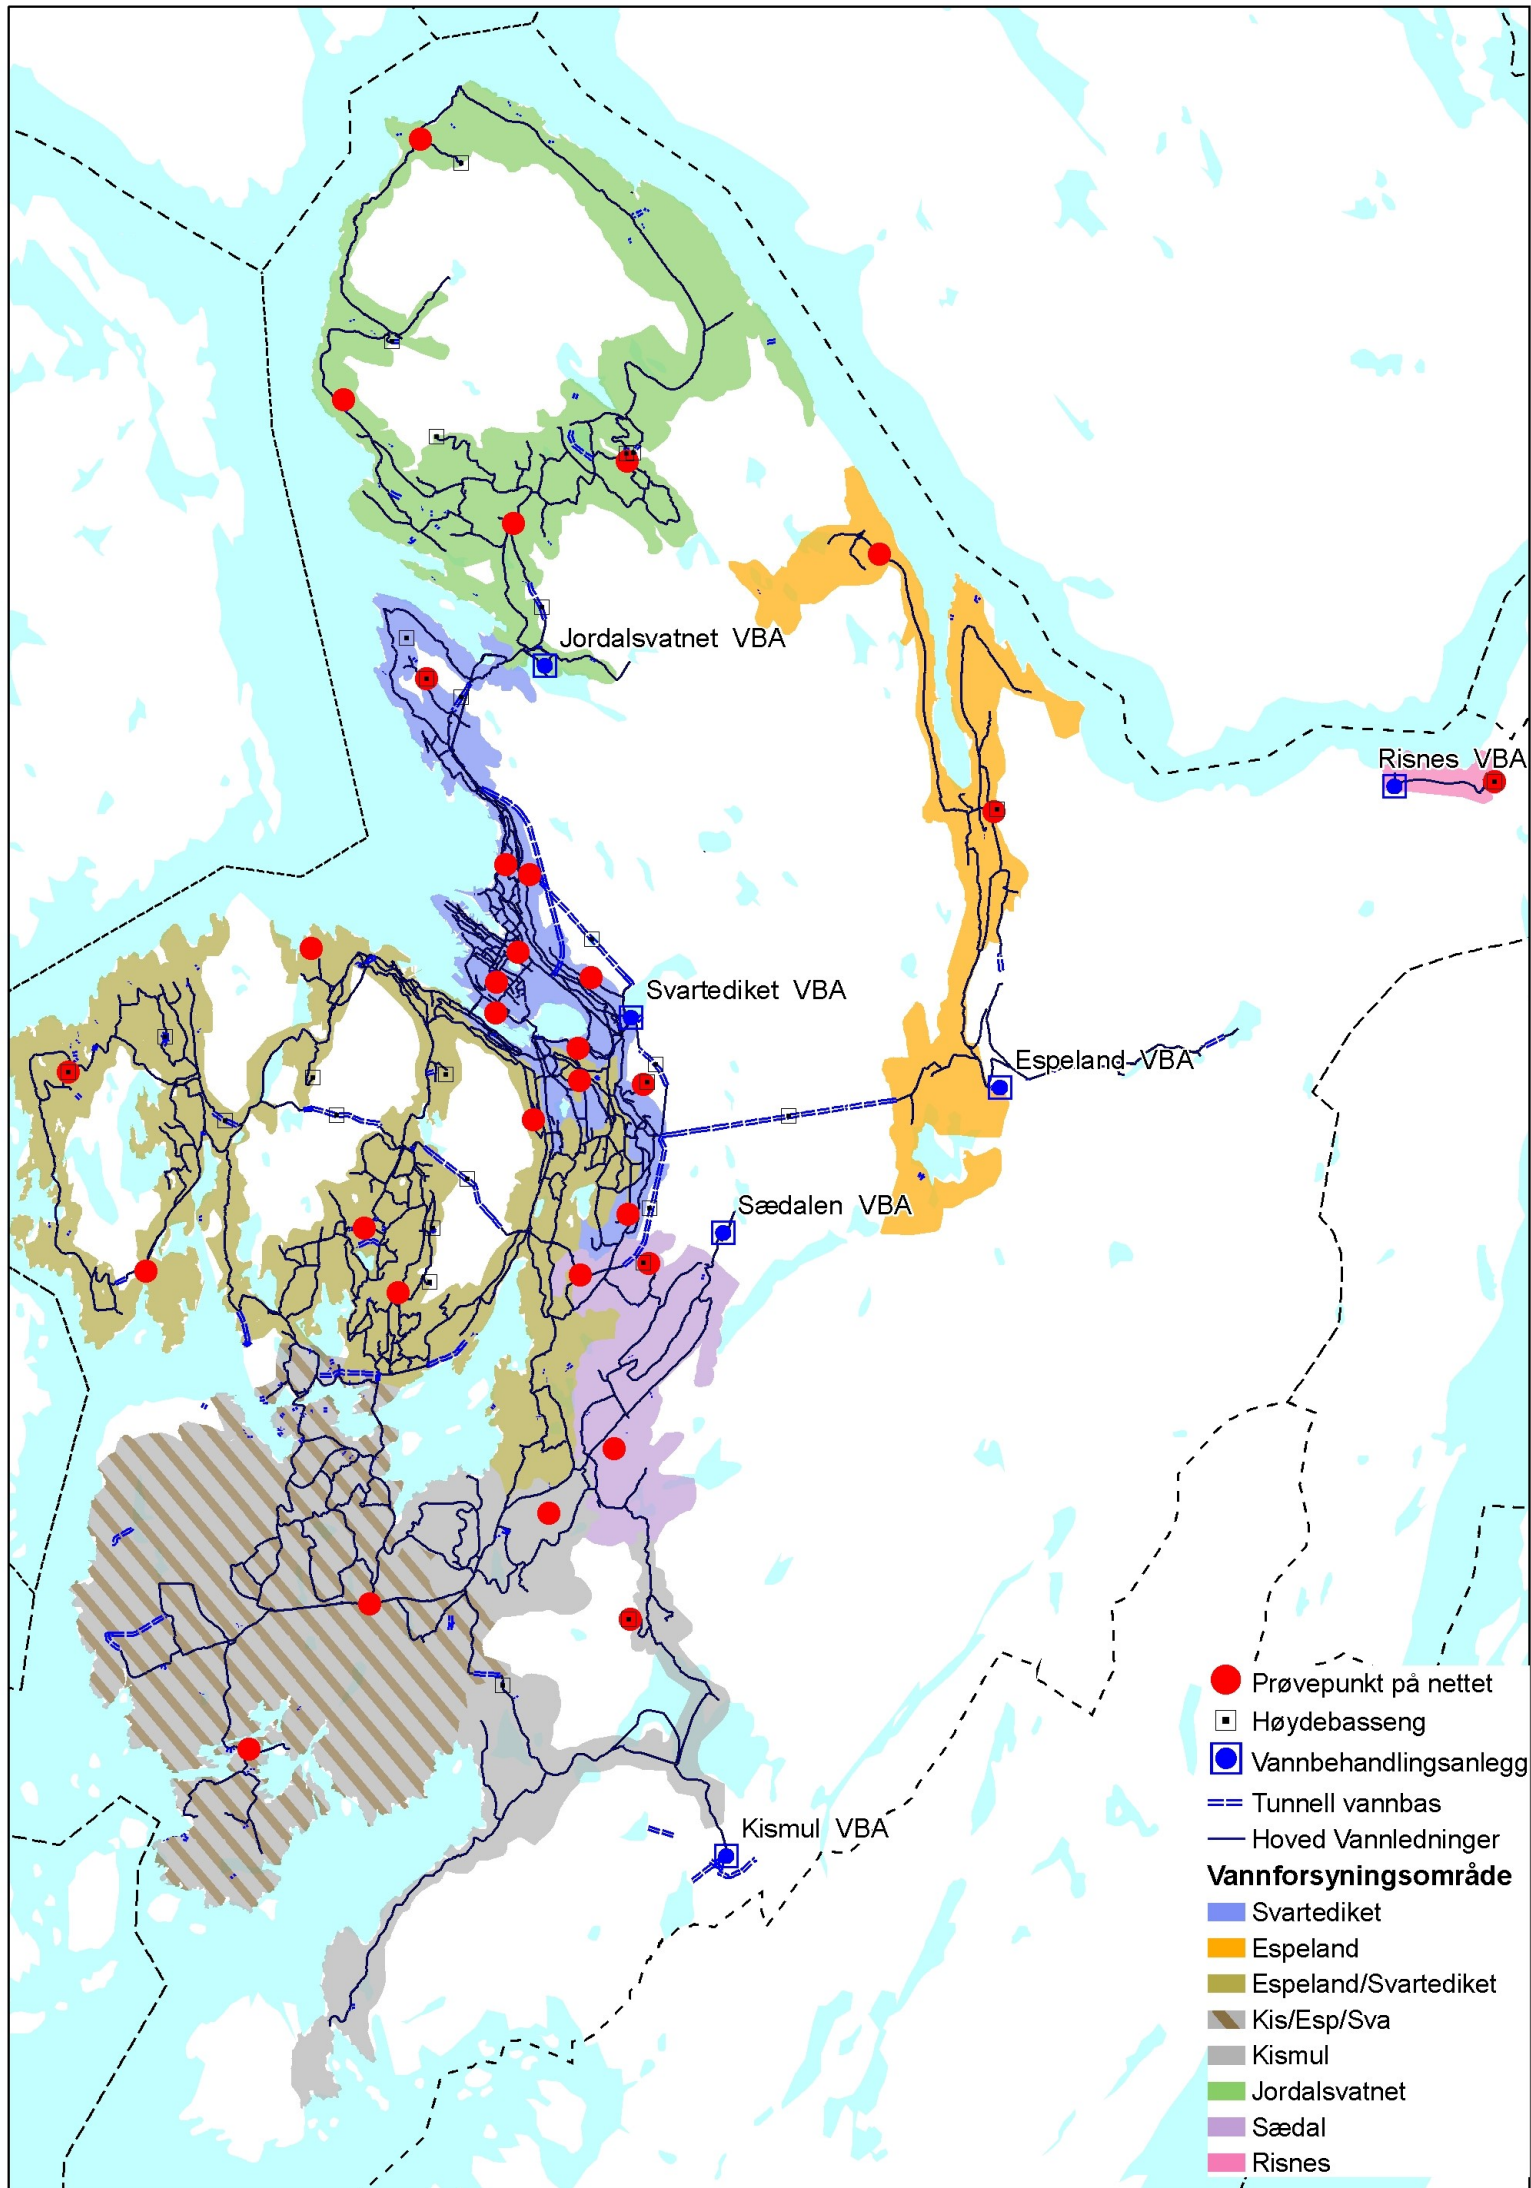 Jordalsvatnet VBA
Risnes VBA
Svartediket VBA
Espeland VBA
Sædalen VBA
Kismul VBA
Prøvepunkt på nettet
Høydebasseng
Vannbehandlingsanlegg
Tunnell vannbas
Hoved Vannledninger
Vannforsyningsområde
Svartediket
Espeland
Espeland/Svartediket
Kis/Esp/Sva
Kismul
Jordalsvatnet
Sædal
Risnes